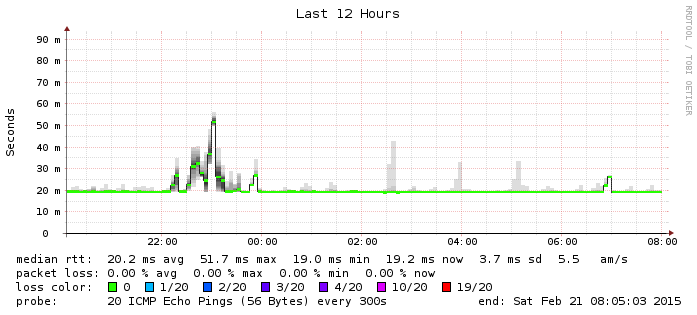 Last 12 Hours
RRDTOOL / TOBI OETIKER
Seconds
90 m
80 m
70 m
60 m
50 m
40 m
30 m
20 m
10 m
0
22:00 00:00 02:00 04:00 06:00 08:00
median rtt: 20.2 ms avg 51.7 ms max 19.0 ms min 19.2 ms now 3.7 ms sd 5.5 am/s
packet loss: 0.00 % avg 0.00 % max 0.00 % min 0.00 % now
loss color: 0 1/20 2/20 3/20 4/20 10/20 19/20
probe: 20 ICMP Echo Pings (56 Bytes) every 300s end: Sat Feb 21 08:05:03 2015